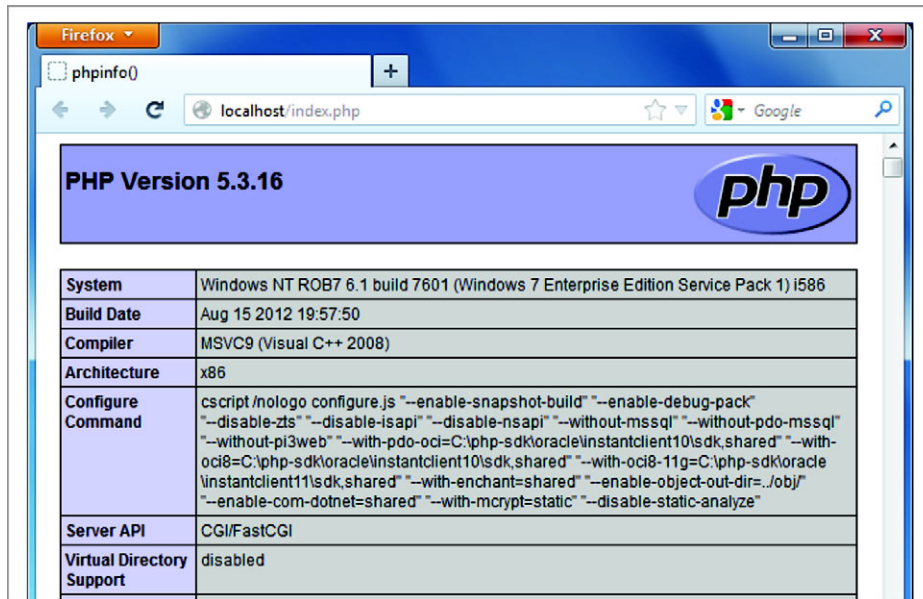 Firefox
phpinfo()
localhost/index.php
Google
PHP Version 5.3.16
php
System Windows NT ROB7 6.1 build 7601 (Windows 7 Enterprise Edition Service Pack 1) i586
Build Date Aug 15 2012 19:57:50
Compiler MSVC9 (Visual C++ 2008)
Architecture x86
Configure Command
cscript /nologo configure.js "--enable-snapshot-build" "--enable-debug-pack"
"--disable-zts" "--disable-isapi" "--disable-nsapi" "--without-mssql" "--without-pdo-mssql"
"--without-pi3web" "--with-pdo-oci=C:\php-sdk\oracle\instantclient10\sdk,shared" "--with-
oci8=C:\php-sdk\oracle\instantclient10\sdk,shared" "--with-oci8-11g=C:\php-sdk\oracle
\instantclient11\sdk,shared" "--with-enchant=shared" "--enable-object-out-dir=../obj/"
"--enable-com-dotnet=shared" "--with-mcrypt=static" "--disable-static-analyze"
Server API CGI/FastCGI
Virtual Directory disabled
Support